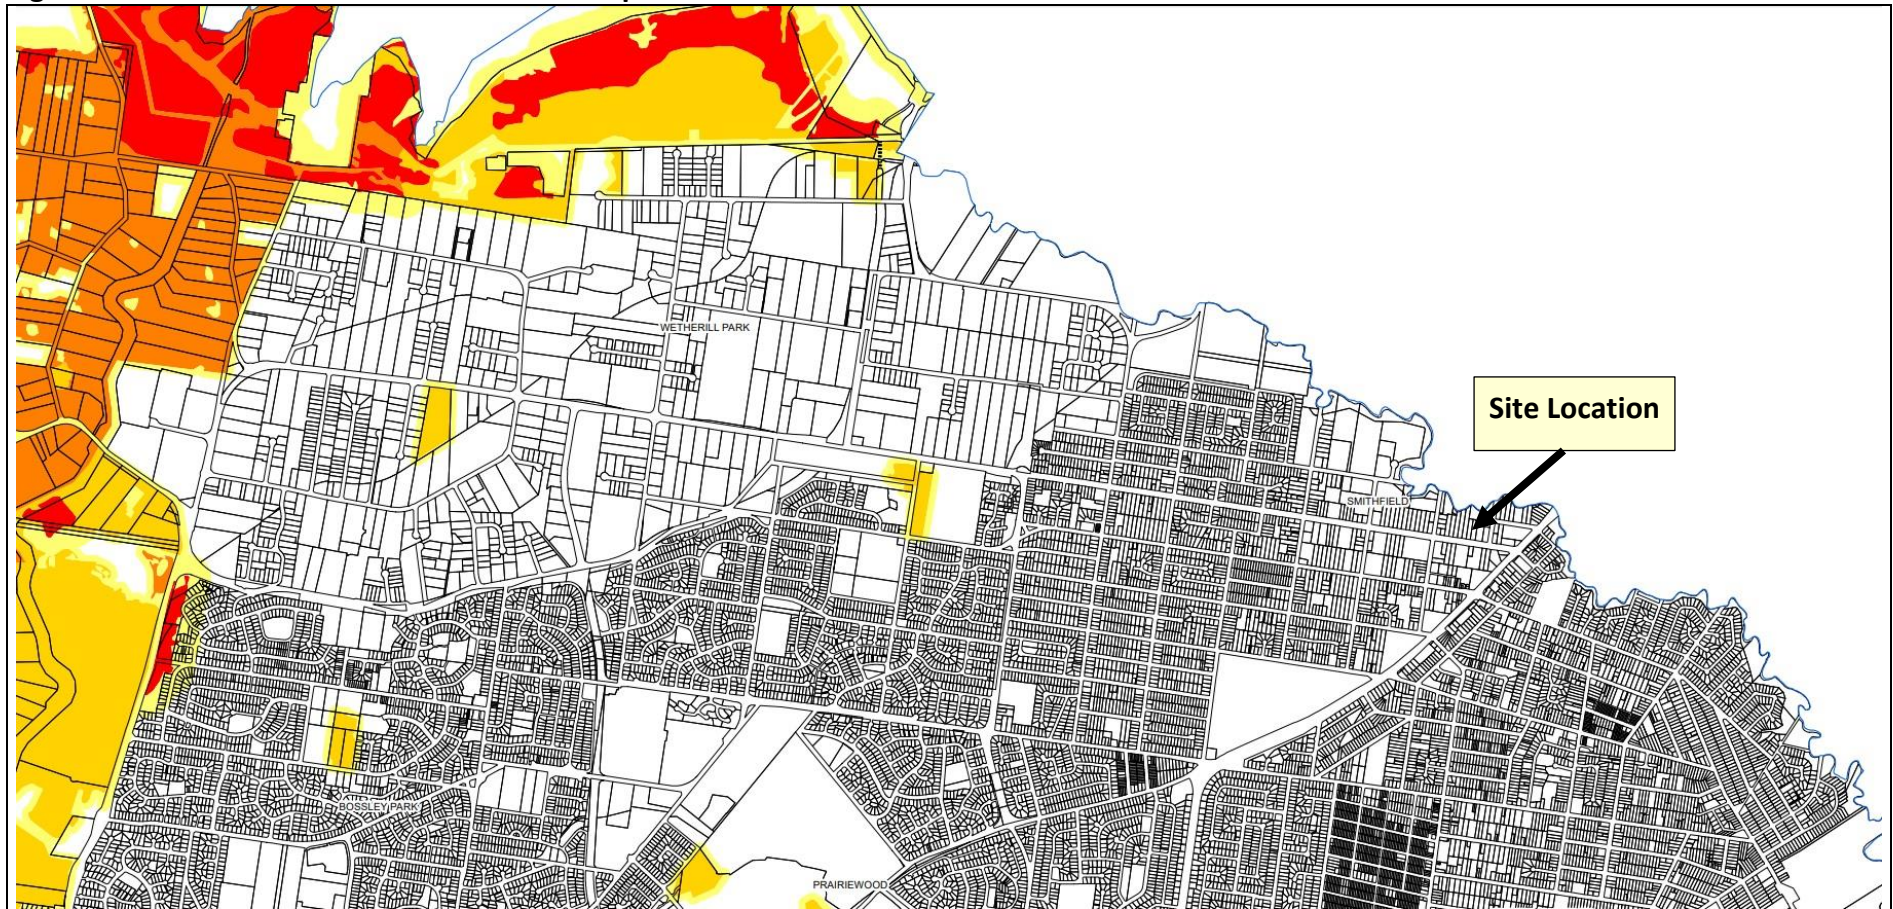 WETHERILL PARK
Site Location
SMITHFIELD
BOSSLEY PARK
PRAIRIEWOOD